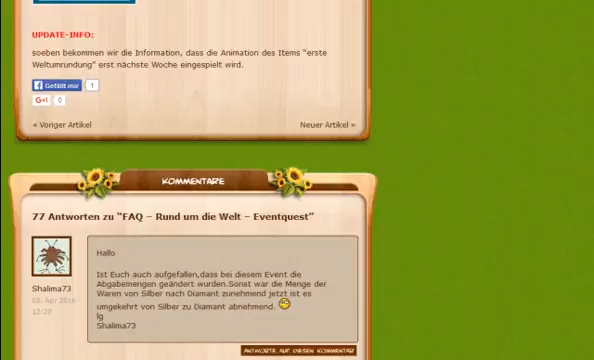 UPDATE-INFO:
soeben bekommen wir die Information, dass die Animation des Items “erste
Weltumrundung” erst nächste Woche eingespielt wird.
Gefällt mir 1
G+1 0
« Voriger Artikel
Neuer Artikel »
KOMMENTARE
77 Antworten zu “FAQ – Rund um die Welt – Eventquest”
Shalima73
09. Apr 2016
12:20
Hallo
Ist Euch auch aufgefallen,dass bei diesem Event die
Abgabemengen geändert wurden.Sonst war die Menge der
Waren von Silber nach Diamant zunehmend jetzt ist es
umgekehrt von Silber zu Diamant abnehmend.
lg
Shalima73
ANTWORTE AUF DIESEN KOMMENTAR